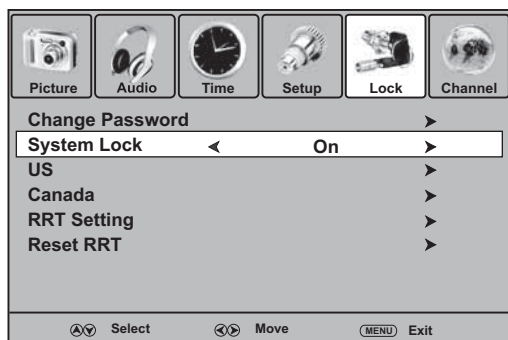 Picture Audio Time Setup Lock Channel
Change Password
System Lock On
US
Canada
RRT Setting
Reset RRT
Select Move MENU Exit